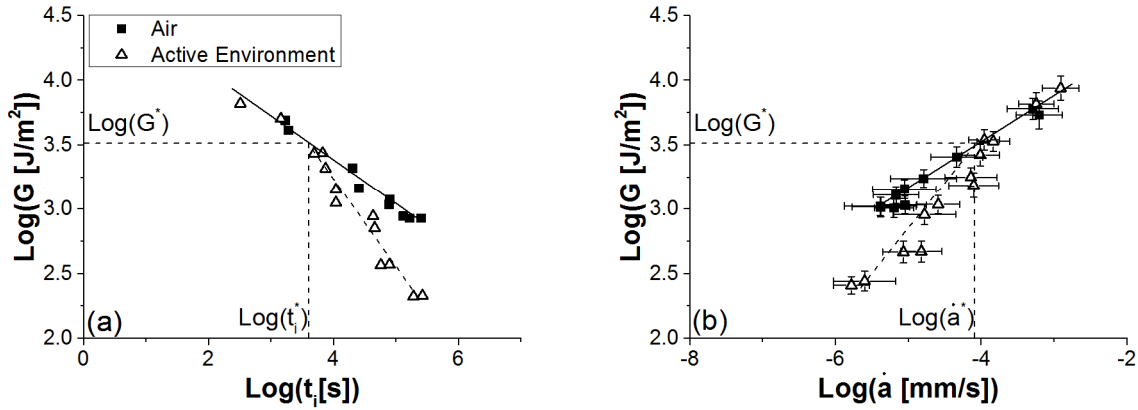 Air
Active Environment
4.5
4.0
3.5
3.0
2.5
2.0
Log(G [J/m²])
Log(G*)
Log(tᵢ*)
(a)
0
2
4
6
Log(tᵢ[s])
4.5
4.0
3.5
3.0
2.5
2.0
Log(G [J/m²])
Log(G*)
Log(ȧ*)
(b)
-8
-6
-4
-2
Log(ȧ [mm/s])